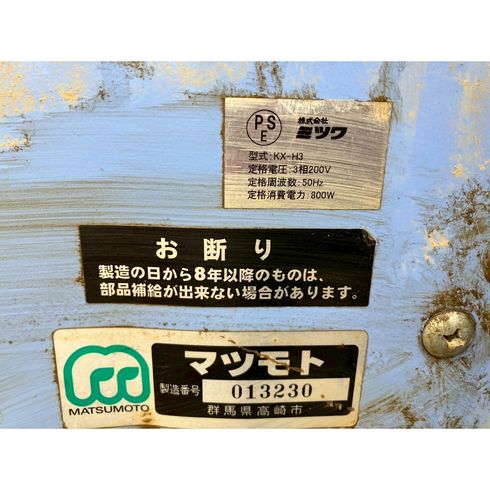 PS
E
株式会社
ミツワ
型式:KX-H3
定格電圧:3相200V
定格周波数:50Hz
定格消費電力:800W
お断り
製造の日から8年以降のものは、
部品補給が出来ない場合があります。
マツモト
製造番号 013230
MATSUMOTO
群馬県高崎市